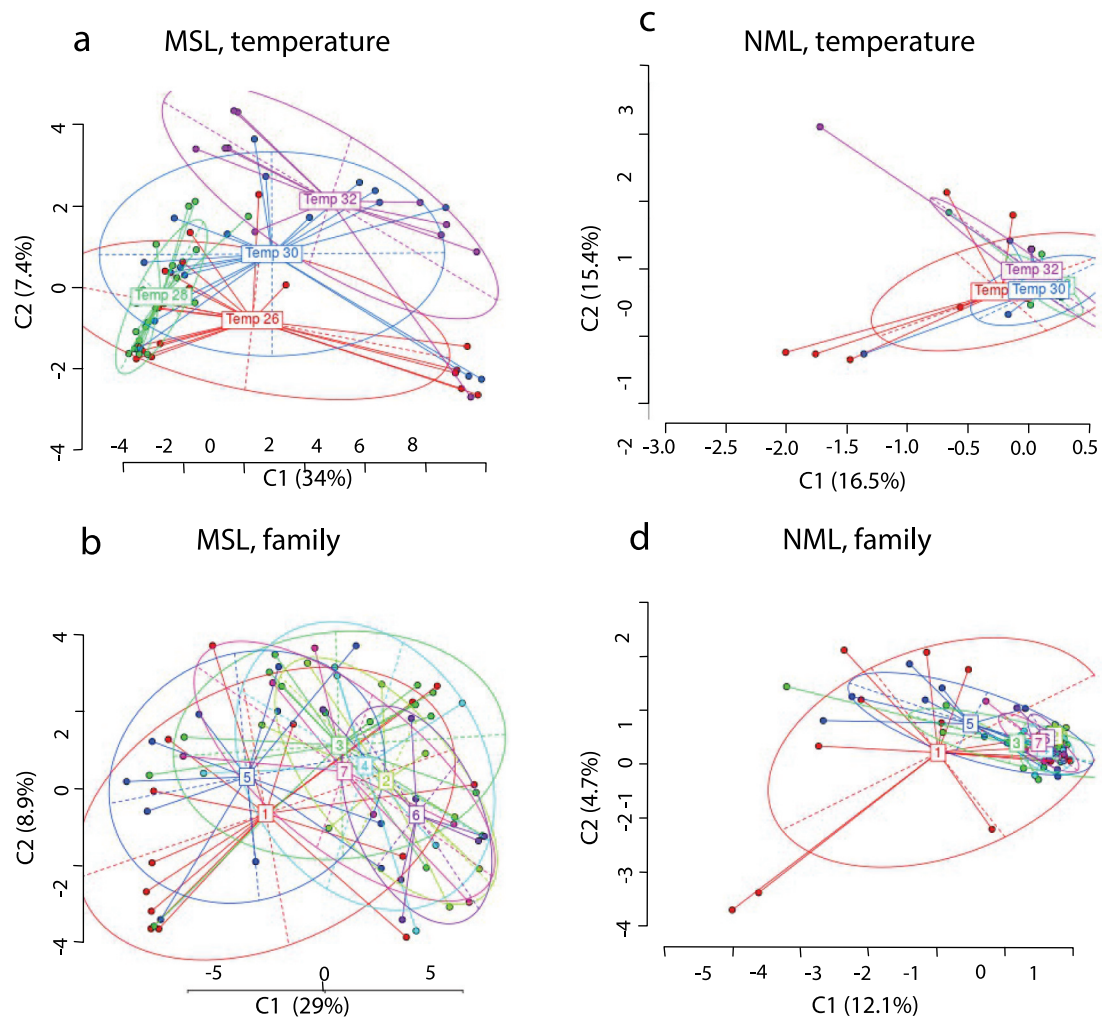 a MSL, temperature
C2 (7.4%)
4
2
0
-2
-4
Temp 32
Temp 30
Temp 28
Temp 26
-4 -2 0 2 4 6 8
C1 (34%)
c NML, temperature
C2 (15.4%)
3
2
1
-0
-1
-2
Temp 32
Temp Temp 30
-3.0 -2.0 -1.5 -1.0 -0.5 0.0 0.5
C1 (16.5%)
b MSL, family
C2 (8.9%)
4
2
0
-2
-4
3
7 4
5 2
1 6
-5 0 5
C1 (29%)
d NML, family
C2 (4.7%)
2
1
0
-1
-2
-3
-4
5
1 3 7
-5 -4 -3 -2 -1 0 1
C1 (12.1%)